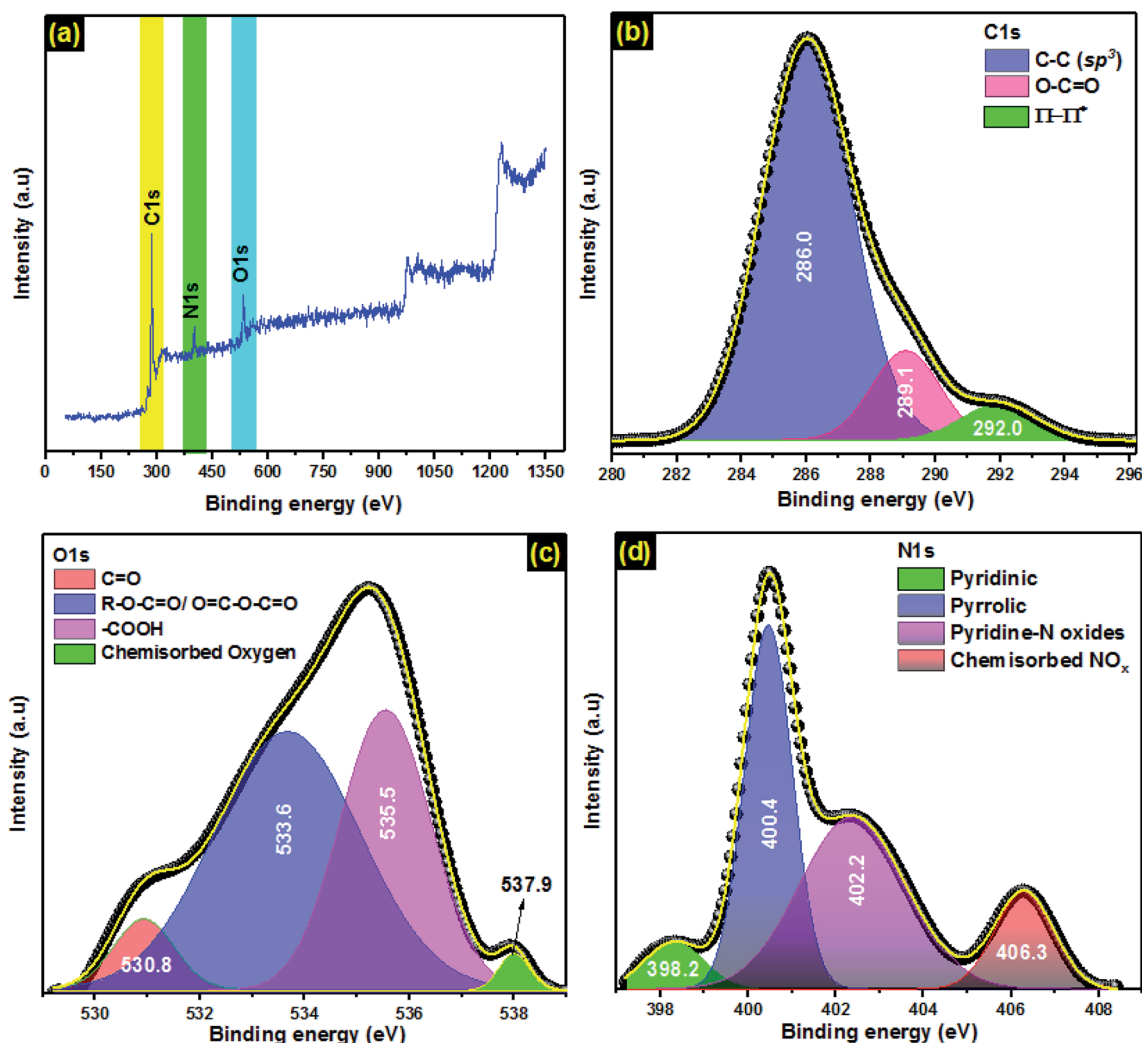 (a)
C1s
N1s
O1s
Intensity (a.u)
0 150 300 450 600 750 900 1050 1200 1350
Binding energy (eV)
(b)
C1s
C-C (sp³)
O-C=O
Π-Π*
286.0
289.1
292.0
Intensity (a.u)
280 282 284 286 288 290 292 294 296
Binding energy (eV)
(c)
O1s
C=O
R-O-C=O/ O=C-O-C=O
-COOH
Chemisorbed Oxygen
530.8
533.6
535.5
537.9
Intensity (a.u)
530 532 534 536 538
Binding energy (eV)
(d)
N1s
Pyridinic
Pyrrolic
Pyridine-N oxides
Chemisorbed NOₓ
398.2
400.4
402.2
406.3
Intensity (a.u)
398 400 402 404 406 408
Binding energy (eV)